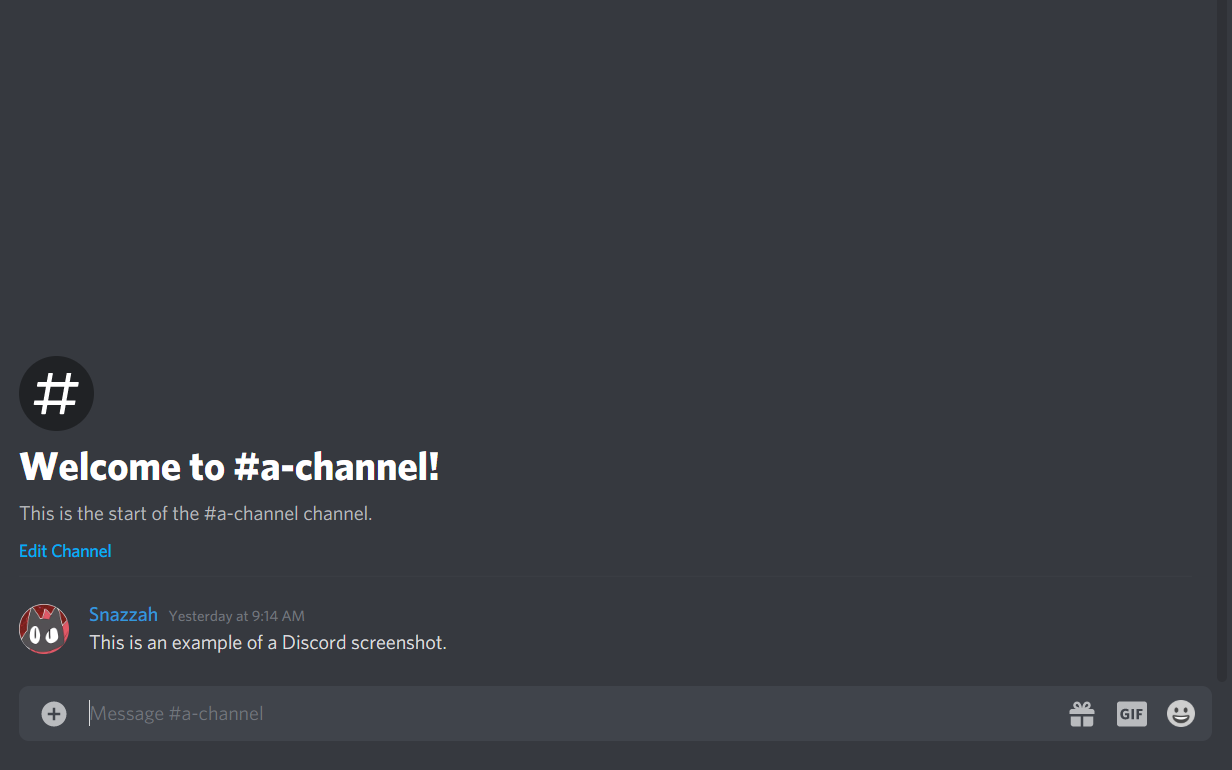 #
Welcome to #a-channel!
This is the start of the #a-channel channel.
Edit Channel
Snazzah Yesterday at 9:14 AM
This is an example of a Discord screenshot.
Message #a-channel GIF